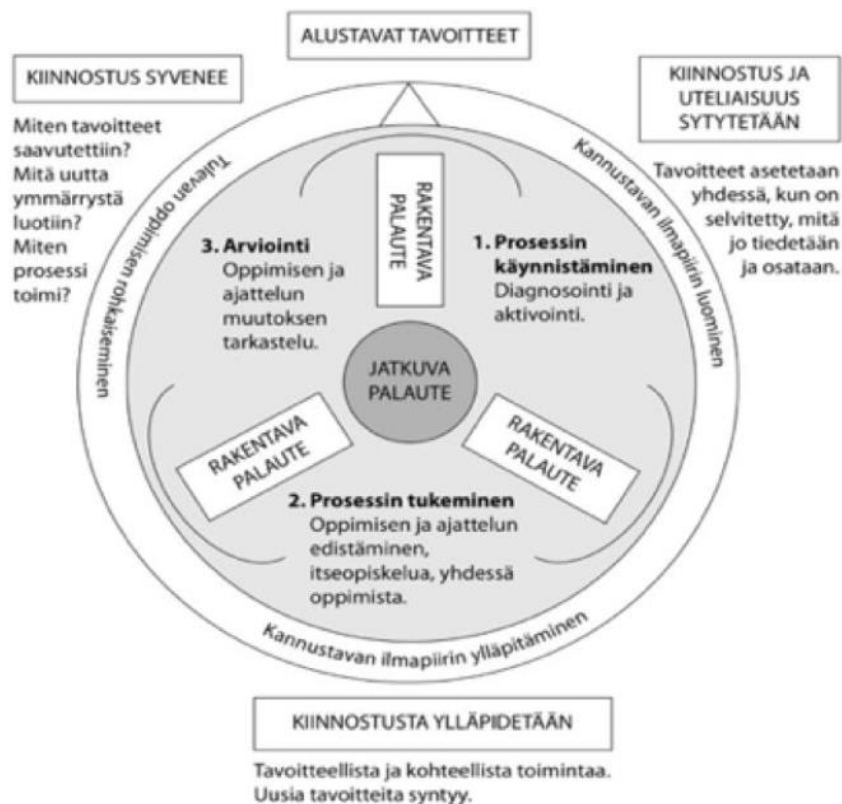 ALUSTAVAT TAVOITTEET
KIINNOSTUS SYVENEE
Miten tavoitteet
saavutettiin?
Mitä uutta
ymmärrystä
luotiin?
Miten
prosessi
toimi?
KIINNOSTUS JA
UTELIAISUUS
SYTYTETÄÄN
Tavoitteet asetetaan
yhdessä, kun on
selvitetty, mitä
jo tiedetään
ja osataan.
Tulevan oppimisen rohkaiseminen
Kannustavan ilmapiirin luominen
RAKENTAVA
PALAUTE
3. Arviointi
Oppimisen ja
ajattelun
muutoksen
tarkastelu.
1. Prosessin
käynnistäminen
Diagnosointi ja
aktivointi.
JATKUVA
PALAUTE
RAKENTAVA
PALAUTE
RAKENTAVA
PALAUTE
2. Prosessin tukeminen
Oppimisen ja ajattelun
edistäminen,
itseopiskelua, yhdessä
oppimista.
Kannustavan ilmapiirin ylläpitäminen
KIINNOSTUSTA YLLÄPIDETÄÄN
Tavoitteellista ja kohteellista toimintaa.
Uusia tavoitteita syntyy.